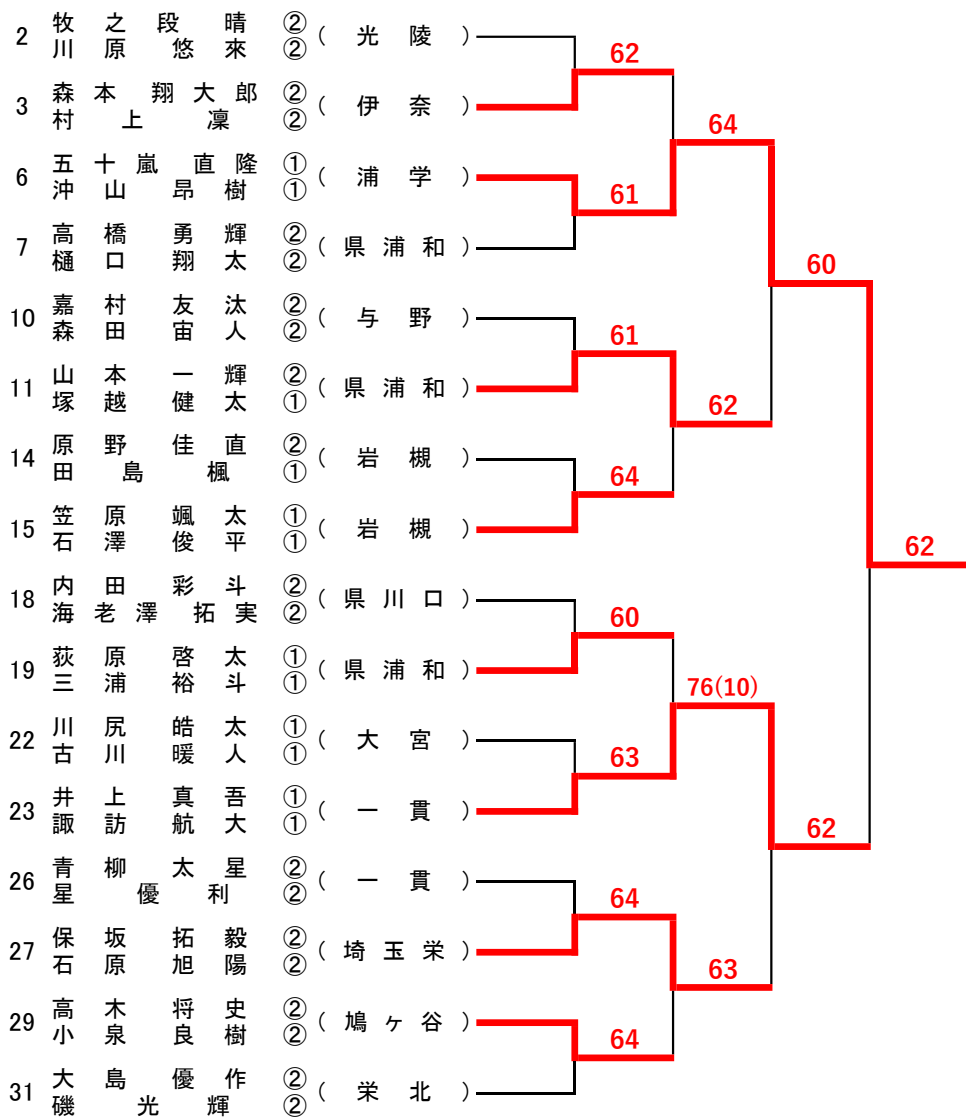 2 牧之段晴 ② (光陵)
川原悠來 ②
3 森本翔大郎 ② (伊奈)
村上凜 ②
6 五十嵐直隆 ① (浦学)
沖山昂樹 ①
7 高橋勇輝 ② (県浦和)
樋口翔太 ②
10 嘉村友汰 ② (与野)
森田宙人 ②
11 山本一輝 ② (県浦和)
塚越健太 ①
14 原野佳直 ② (岩槻)
田島楓 ①
15 笠原颯太 ① (岩槻)
石澤俊平 ①
18 内田彩斗 ② (県川口)
海老澤拓実 ②
19 荻原啓太 ① (県浦和)
三浦裕斗 ①
22 川尻皓太 ① (大宮)
古川暖人 ①
23 井上真吾 ① (一貫)
諏訪航大 ①
26 青柳太星 ② (一貫)
星優利 ②
27 保坂拓毅 ② (埼玉栄)
石原旭陽 ②
29 高木将史 ② (鳩ヶ谷)
小泉良樹 ②
31 大島優作 ② (栄北)
磯光輝 ②
62
61
61
64
60
63
64
64
64
62
76(10)
63
60
62
62